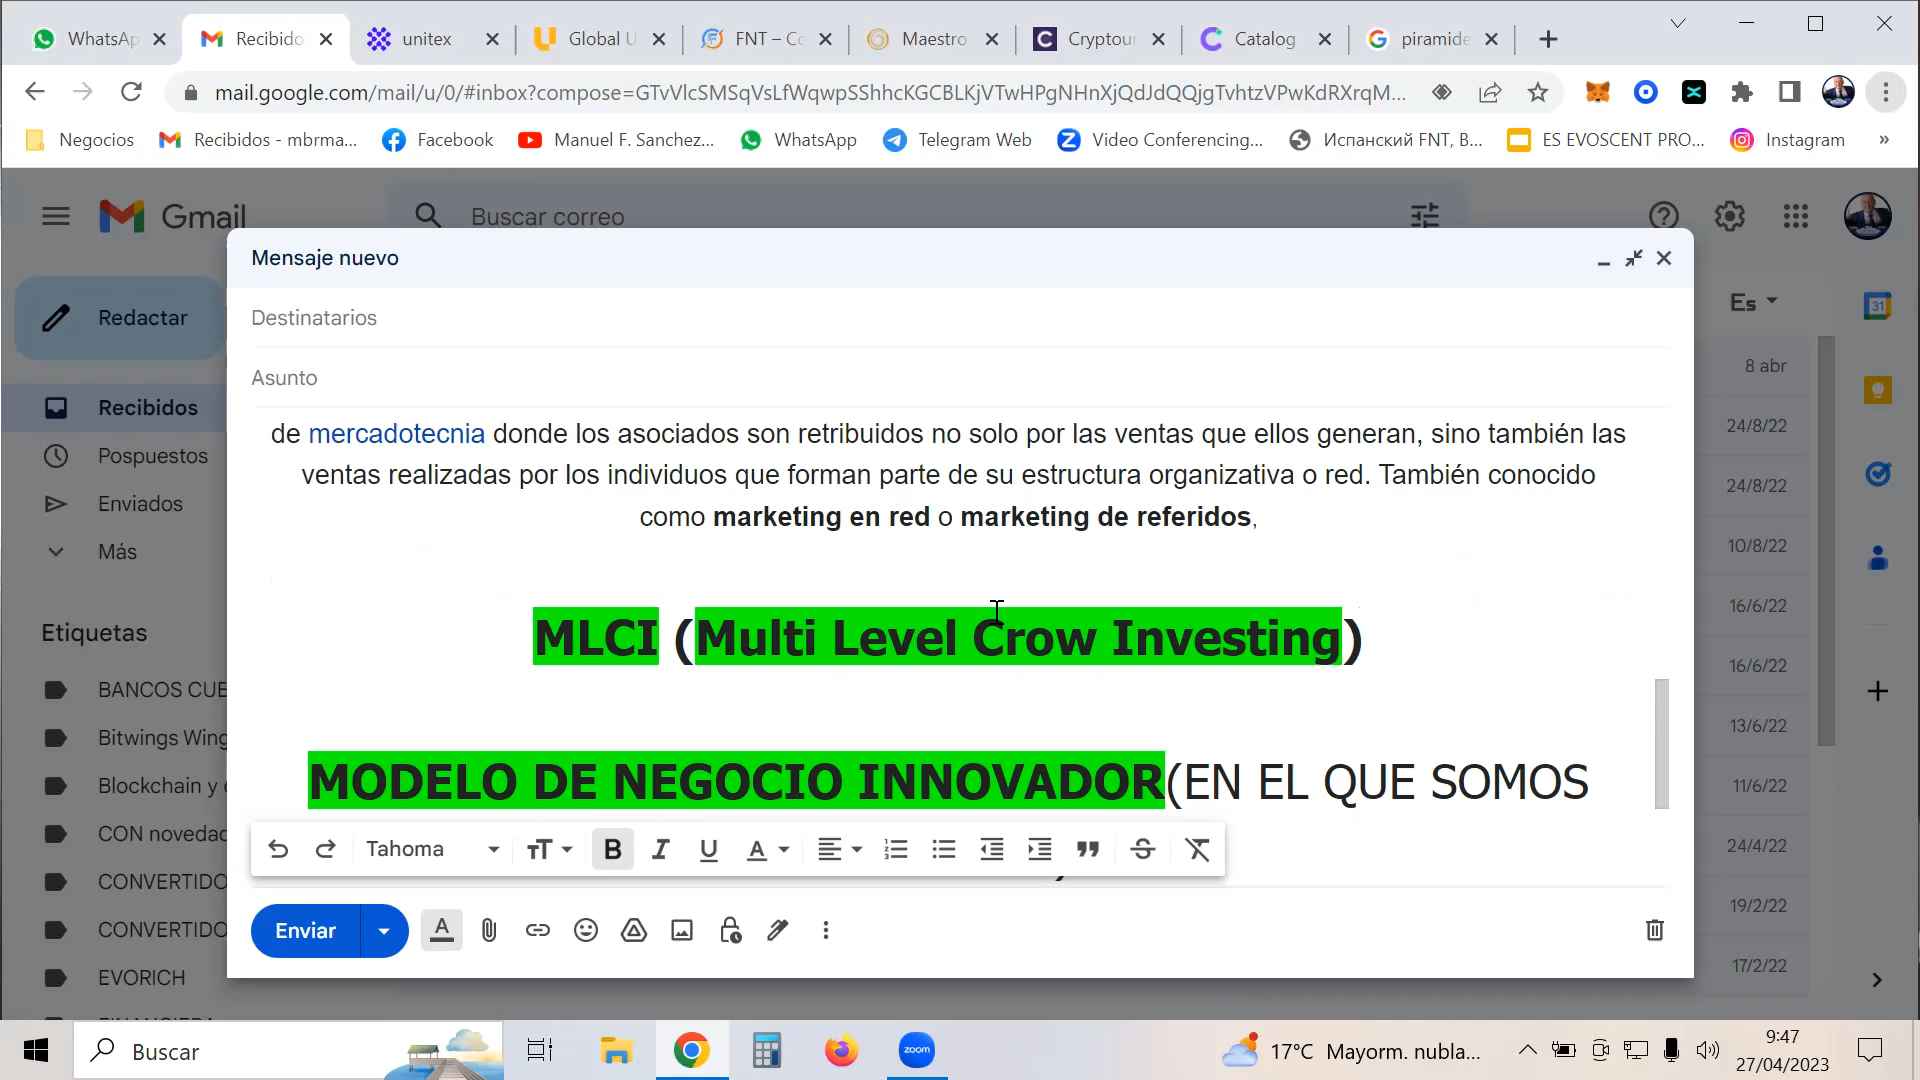 WhatsAp
Recibido
unitex
Global U
FNT – Co
Maestro
Cryptour
Catalog
piramide
mail.google.com/mail/u/0/#inbox?compose=GTvVlcSMSqVsLfWqwpSShhcKGCBLKjVTwHPgNHnXjQdJdQQjgTvhtzVPwKdRXrqM...
Negocios
Recibidos - mbrma...
Facebook
Manuel F. Sanchez...
WhatsApp
Telegram Web
Video Conferencing...
Испанский FNT, B...
ES EVOSCENT PRO...
Instagram
»
Gmail
Buscar correo
Redactar
Recibidos
Pospuestos
Enviados
Más
Etiquetas
BANCOS CUE
Bitwings Wing
Blockchain y
CON novedad
CONVERTIDO
CONVERTIDO
EVORICH
Mensaje nuevo
Destinatarios
Asunto
de mercadotecnia donde los asociados son retribuidos no solo por las ventas que ellos generan, sino también las
ventas realizadas por los individuos que forman parte de su estructura organizativa o red. También conocido
como marketing en red o marketing de referidos,
MLCI (Multi Level Crow Investing)
MODELO DE NEGOCIO INNOVADOR(EN EL QUE SOMOS
Tahoma
Enviar
Es
31
8 abr
24/8/22
24/8/22
10/8/22
16/6/22
16/6/22
13/6/22
11/6/22
24/4/22
19/2/22
17/2/22
Buscar
zoom
17°C Mayorm. nubla...
9:47
27/04/2023